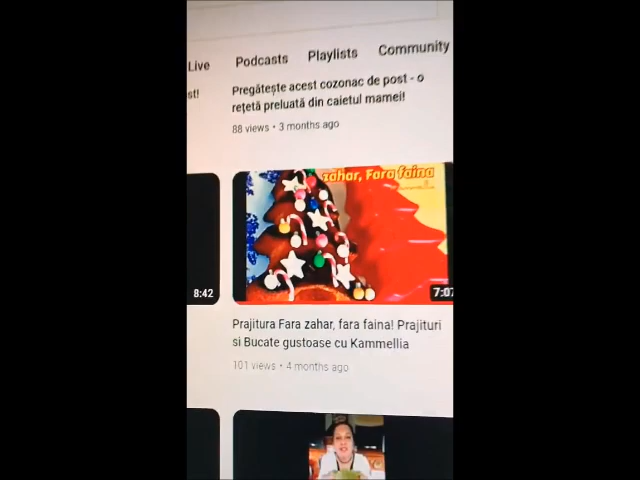 Live
Podcasts
Playlists
Community
st!
Pregătește acest cozonac de post - o
rețetă preluată din caietul mamei!
88 views • 3 months ago
zahar, Fara faina
8:42
7:07
Prajitura Fara zahar, fara faina! Prajituri
si Bucate gustoase cu Kammellia
101 views • 4 months ago